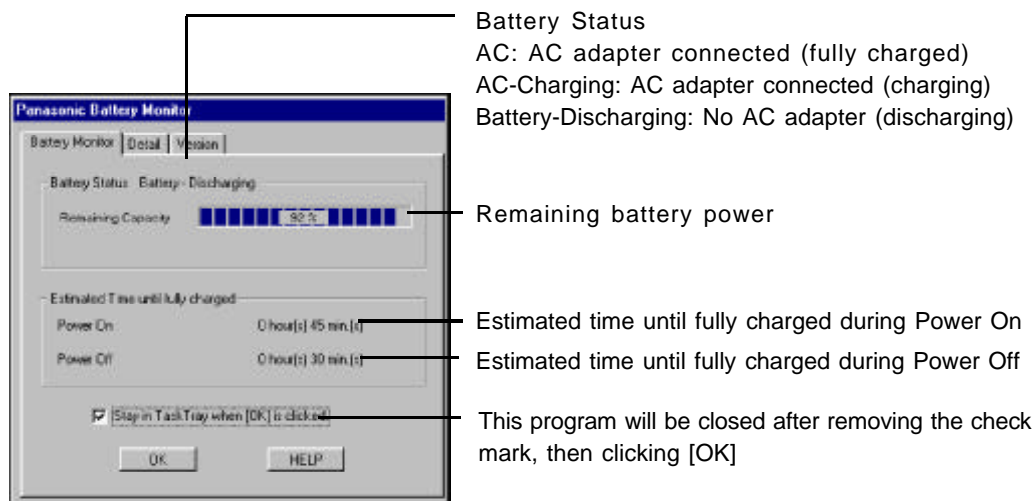 Battery Status
AC: AC adapter connected (fully charged)
AC-Charging: AC adapter connected (charging)
Battery-Discharging: No AC adapter (discharging)
Panasonic Battery Monitor
Battery Monitor Detail Version
Battery Status Battery - Discharging
Remaining Capacity 92 %
Remaining battery power
Estimated Time until fully charged
Power On 0 hour(s) 45 min.(s)
Estimated time until fully charged during Power On
Power Off 0 hour(s) 30 min.(s)
Estimated time until fully charged during Power Off
Stay in TaskTray when [OK] is clicked
This program will be closed after removing the check
mark, then clicking [OK]
OK HELP